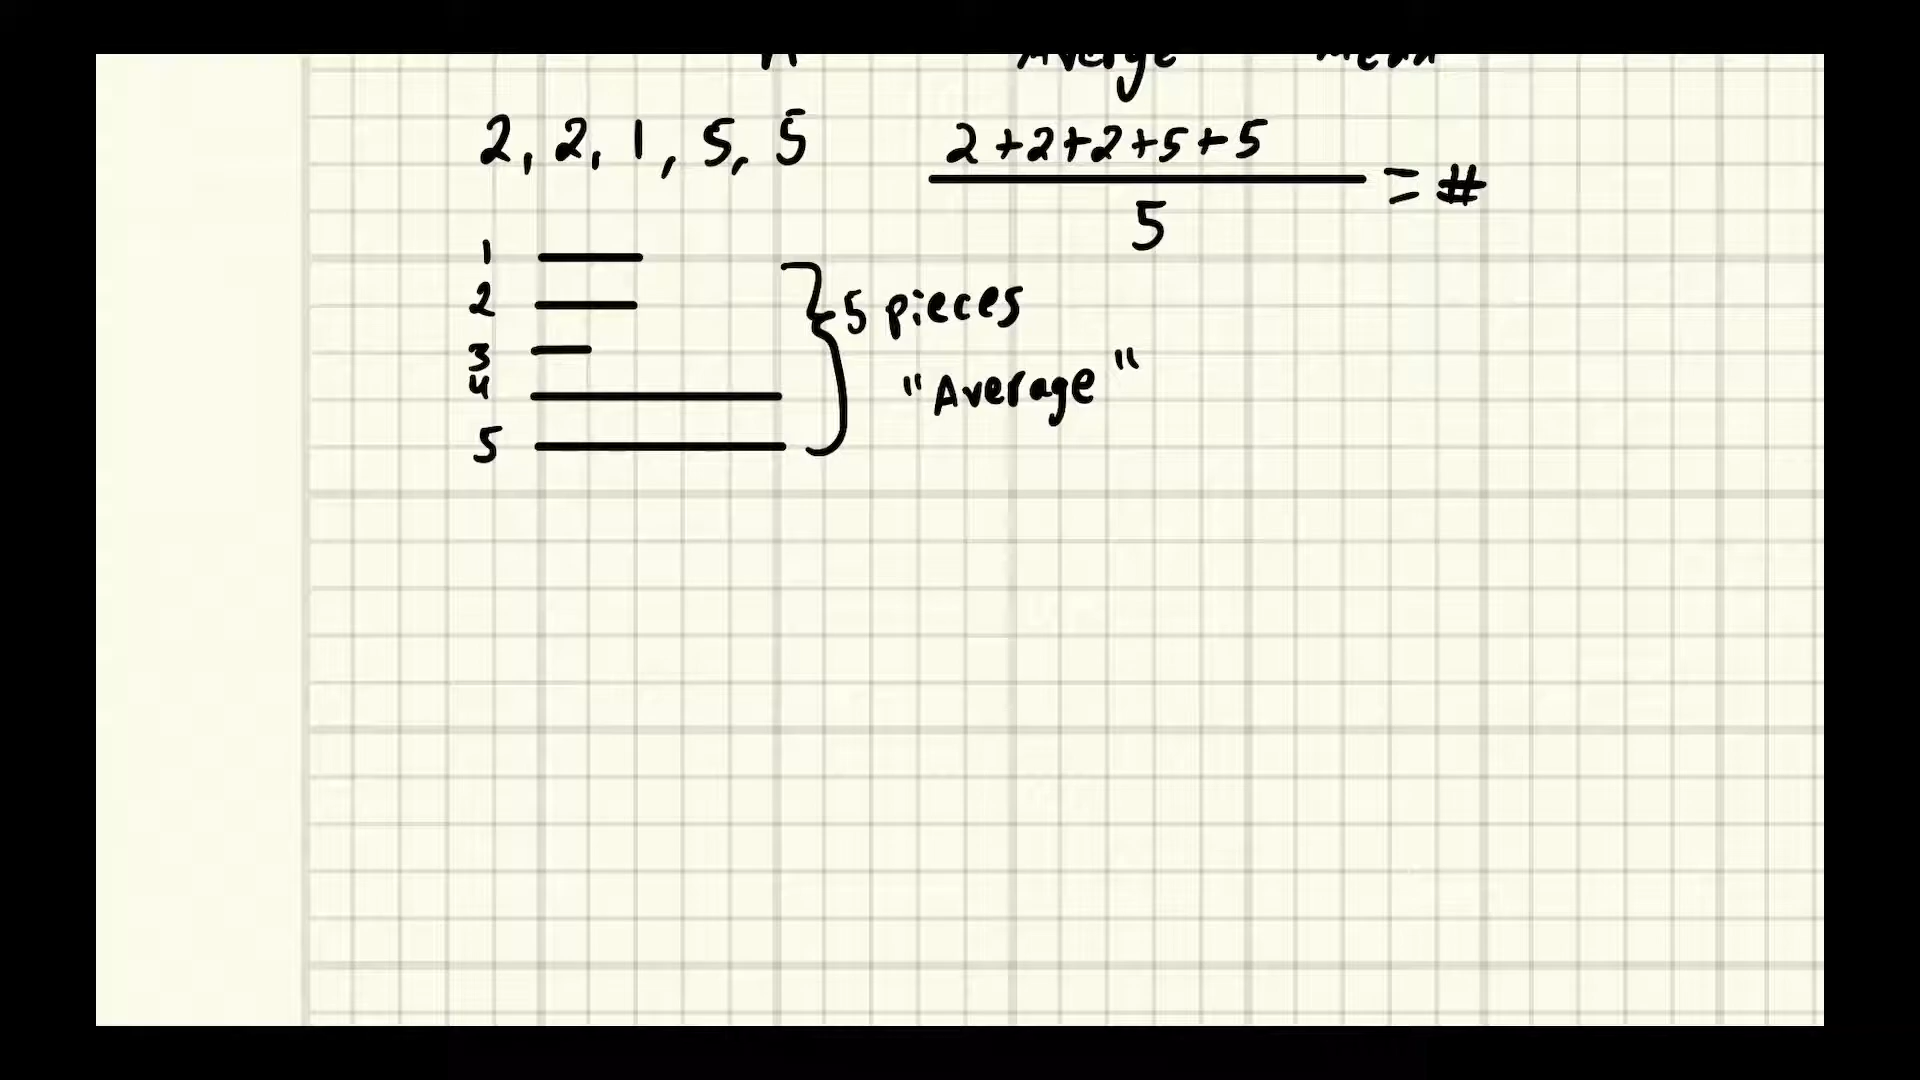 Averge
2, 2, 1, 5, 5
2+2+2+5+5
5
= #
1
2
3
4
5
5 pieces
"Average"